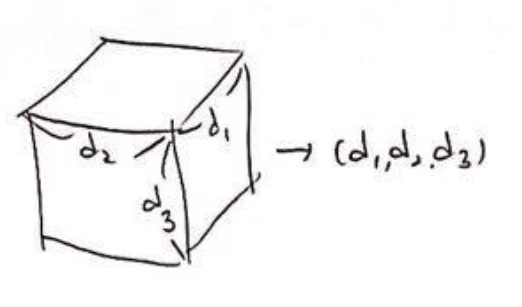 d₁
d₂
d₃
→ (d₁,d₂,d₃)